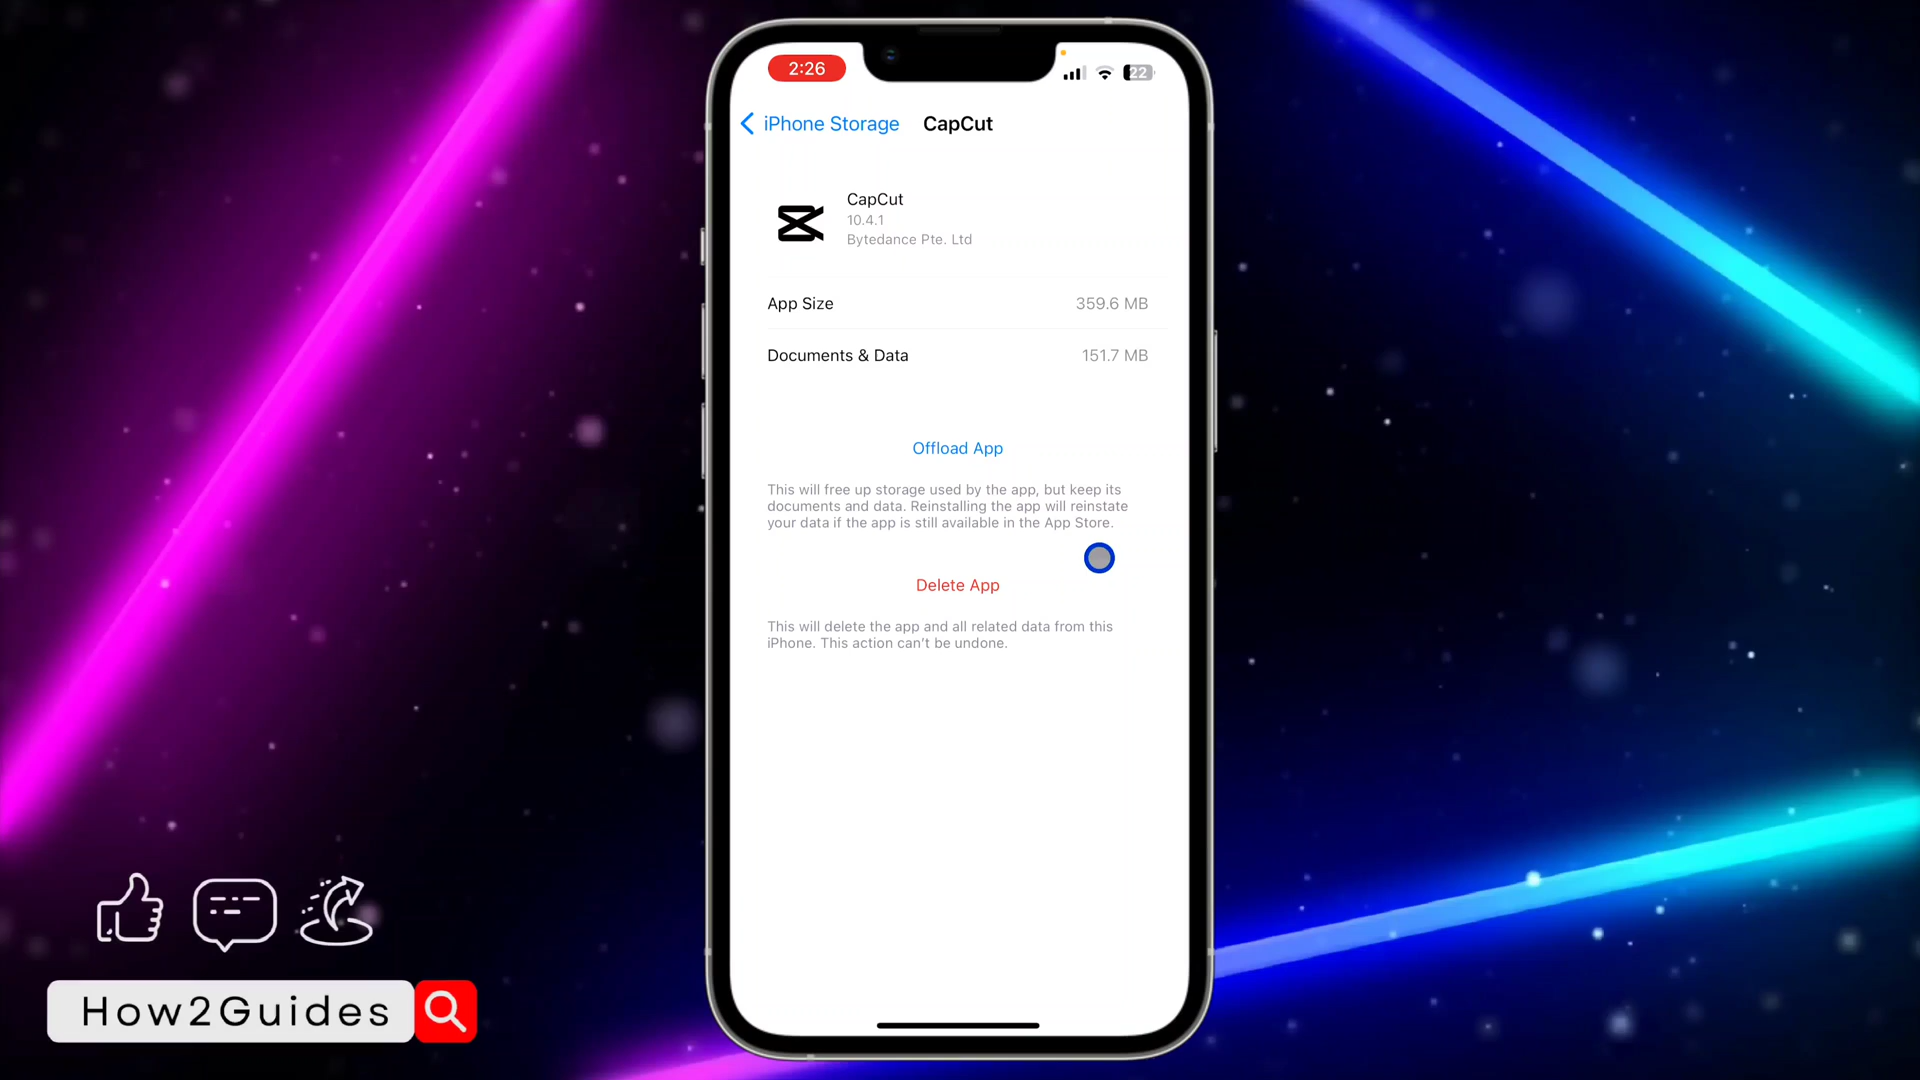 2:26
22
iPhone Storage CapCut
CapCut
10.4.1
Bytedance Pte. Ltd
App Size 359.6 MB
Documents & Data 151.7 MB
Offload App
This will free up storage used by the app, but keep its
documents and data. Reinstalling the app will reinstate
your data if the app is still available in the App Store.
Delete App
This will delete the app and all related data from this
iPhone. This action can't be undone.
How2Guides